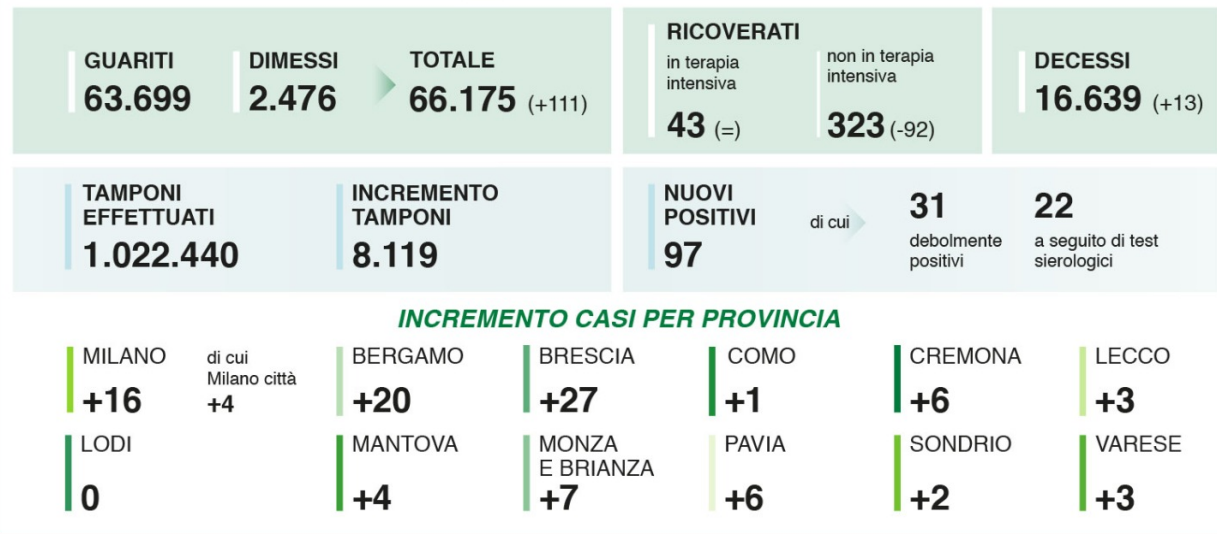 GUARITI
63.699
DIMESSI
2.476
TOTALE
66.175 (+111)
RICOVERATI
in terapia
intensiva
43 (=)
non in terapia
intensiva
323 (-92)
DECESSI
16.639 (+13)
TAMPONI
EFFETTUATI
1.022.440
INCREMENTO
TAMPONI
8.119
NUOVI
POSITIVI
97
di cui
31
debolmente
positivi
22
a seguito di test
sierologici
INCREMENTO CASI PER PROVINCIA
MILANO
+16
di cui
Milano città
+4
BERGAMO
+20
BRESCIA
+27
COMO
+1
CREMONA
+6
LECCO
+3
LODI
0
MANTOVA
+4
MONZA
E BRIANZA
+7
PAVIA
+6
SONDRIO
+2
VARESE
+3